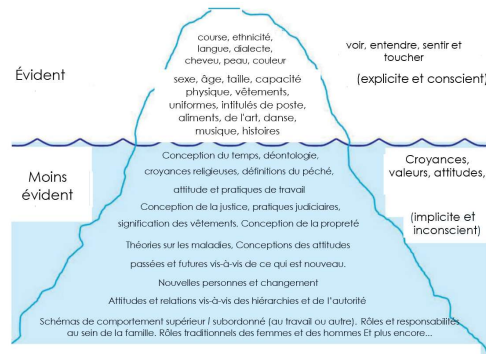 course, ethnicité,
langue, dialecte,
cheveu, peau, couleur
sexe, âge, taille, capacité
physique, vêtements,
uniformes, intitulés de poste,
aliments, de l'art, danse,
musique, histoires
Évident
voir, entendre, sentir et
toucher
(explicite et conscient)
Moins
évident
Conception du temps, déontologie,
croyances religieuses, définitions du péché,
attitude et pratiques de travail
Conception de la justice, pratiques judiciaires,
signification des vêtements. Conception de la propreté
Théories sur les maladies, Conceptions des attitudes
passées et futures vis-à-vis de ce qui est nouveau.
Nouvelles personnes et changement
Attitudes et relations vis-à-vis des hiérarchies et de l'autorité
Schémas de comportement supérieur / subordonné (au travail ou autre). Rôles et responsabilités
au sein de la famille. Rôles traditionnels des femmes et des hommes Et plus encore...
Croyances,
valeurs, attitudes,
(implicite et
inconscient)